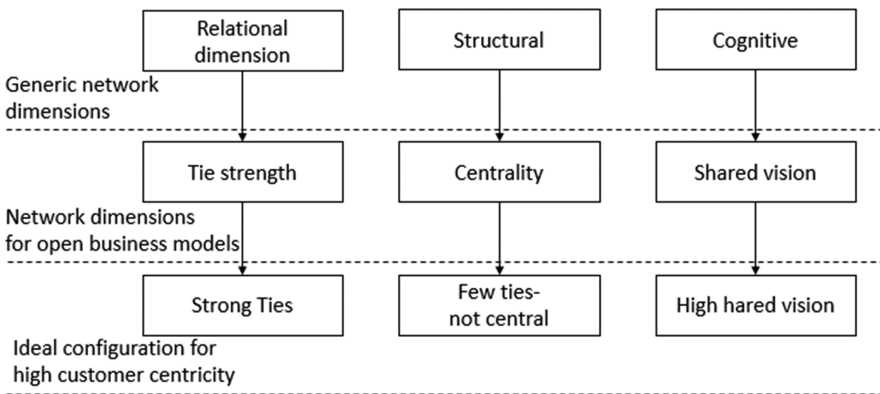 Relational
dimension
Structural
Cognitive
Generic network
dimensions
Tie strength
Centrality
Shared vision
Network dimensions
for open business models
Strong Ties
Few ties-
not central
High hared vision
Ideal configuration for
high customer centricity